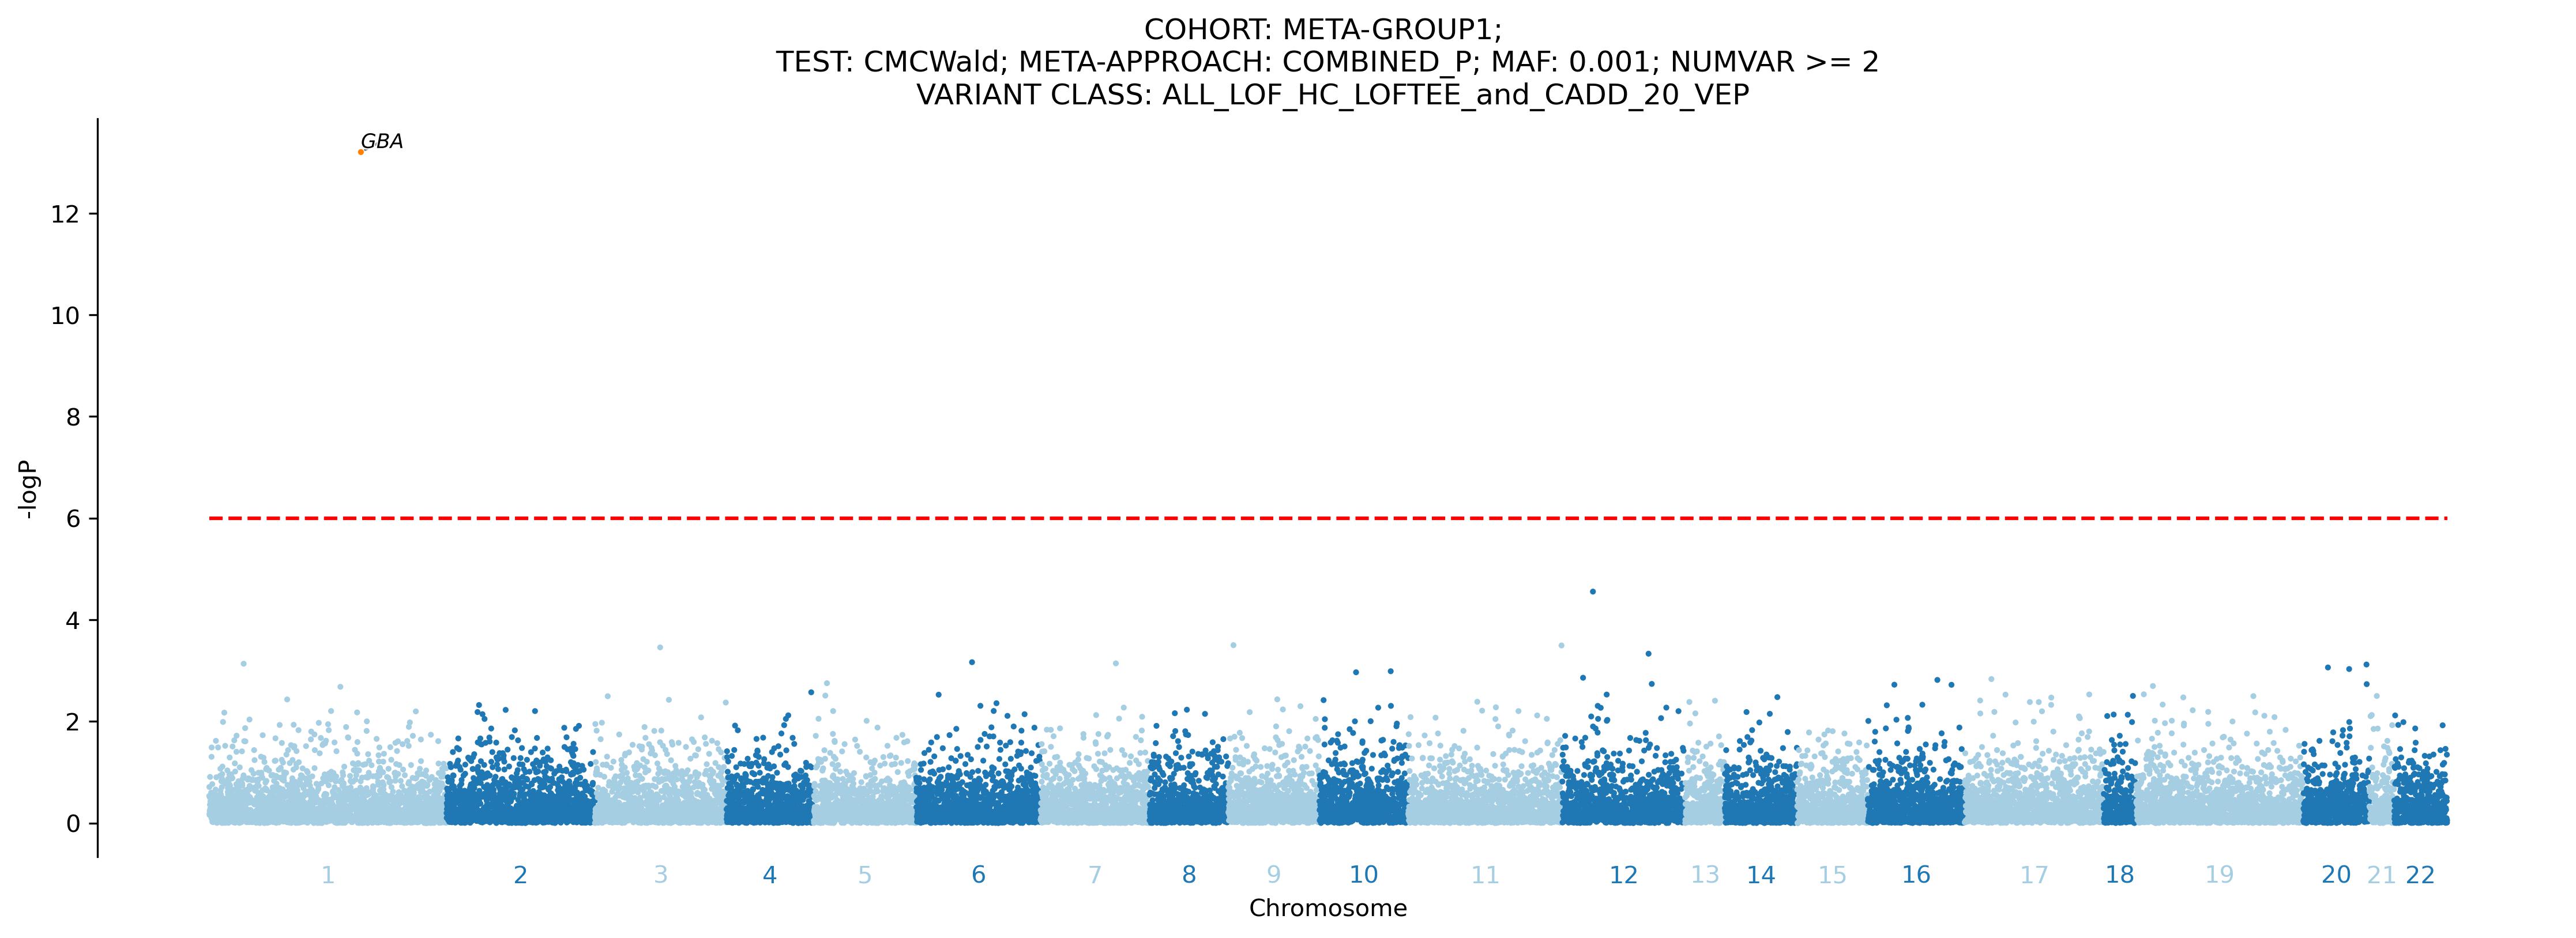 COHORT: META-GROUP1;
TEST: CMCWald; META-APPROACH: COMBINED_P; MAF: 0.001; NUMVAR >= 2
VARIANT CLASS: ALL_LOF_HC_LOFTEE_and_CADD_20_VEP
GBA
12
10
8
6
4
2
0
-logP
1 2 3 4 5 6 7 8 9 10 11 12 13 14 15 16 17 18 19 20 21 22
Chromosome